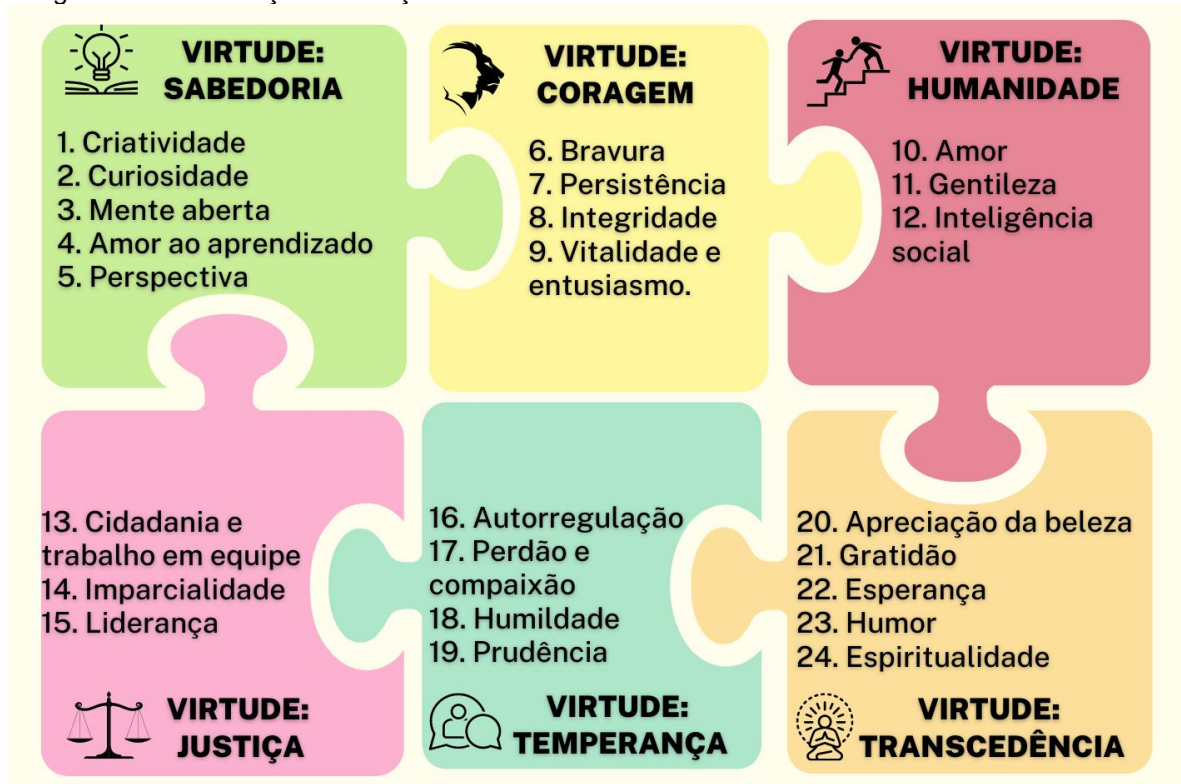 VIRTUDE:
SABEDORIA
1. Criatividade
2. Curiosidade
3. Mente aberta
4. Amor ao aprendizado
5. Perspectiva
VIRTUDE:
CORAGEM
6. Bravura
7. Persistência
8. Integridade
9. Vitalidade e
entusiasmo.
VIRTUDE:
HUMANIDADE
10. Amor
11. Gentileza
12. Inteligência
social
13. Cidadania e
trabalho em equipe
14. Imparcialidade
15. Liderança
VIRTUDE:
JUSTIÇA
16. Autorregulação
17. Perdão e
compaixão
18. Humildade
19. Prudência
VIRTUDE:
TEMPERANÇA
20. Apreciação da beleza
21. Gratidão
22. Esperança
23. Humor
24. Espiritualidade
VIRTUDE:
TRANSCEDÊNCIA